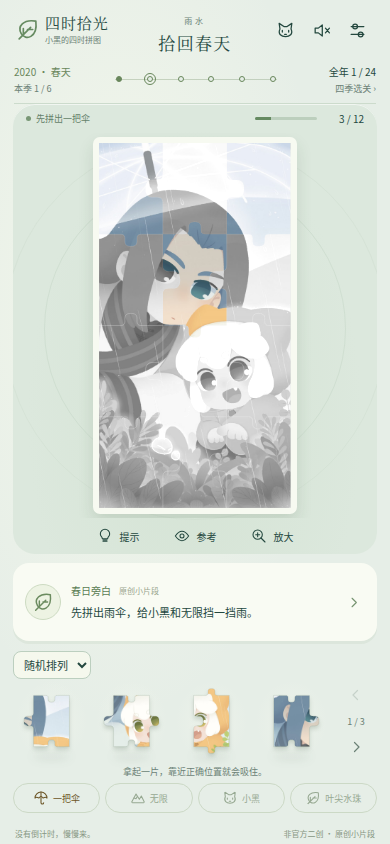 四时拾光
小黑的四时拼图
雨水
拾回春天
2020 · 春天
本季 1 / 6
全年 1 / 24
四季选关 ›
先拼出一把伞
3 / 12
提示
参考
放大
春日旁白 原创小片段
先拼出雨伞，给小黑和无限挡一挡雨。
随机排列
1 / 3
拿起一片，靠近正确位置就会吸住。
一把伞
无限
小黑
叶尖水珠
没有倒计时，慢慢来。
非官方二创 · 原创小片段